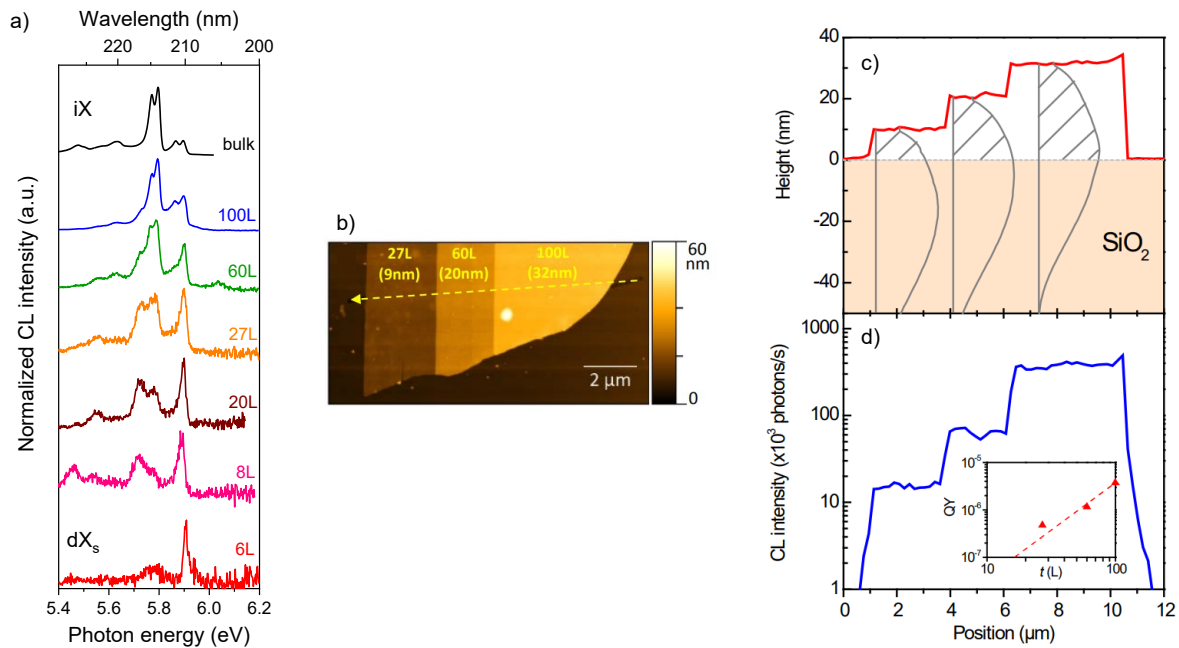 a)
Wavelength (nm)
220 210 200
iX
bulk
100L
60L
27L
20L
8L
dXs
6L
Normalized CL intensity (a.u.)
5.4 5.6 5.8 6.0 6.2
Photon energy (eV)
b)
27L 60L 100L
(9nm) (20nm) (32nm)
2 µm
60
nm
0
c)
Height (nm)
40
20
0
-20
-40
SiO2
d)
CL intensity (x10³ photons/s)
1000
100
10
1
QY
10⁻⁵
10⁻⁶
10⁻⁷
10 t (L) 100
0 2 4 6 8 10 12
Position (µm)